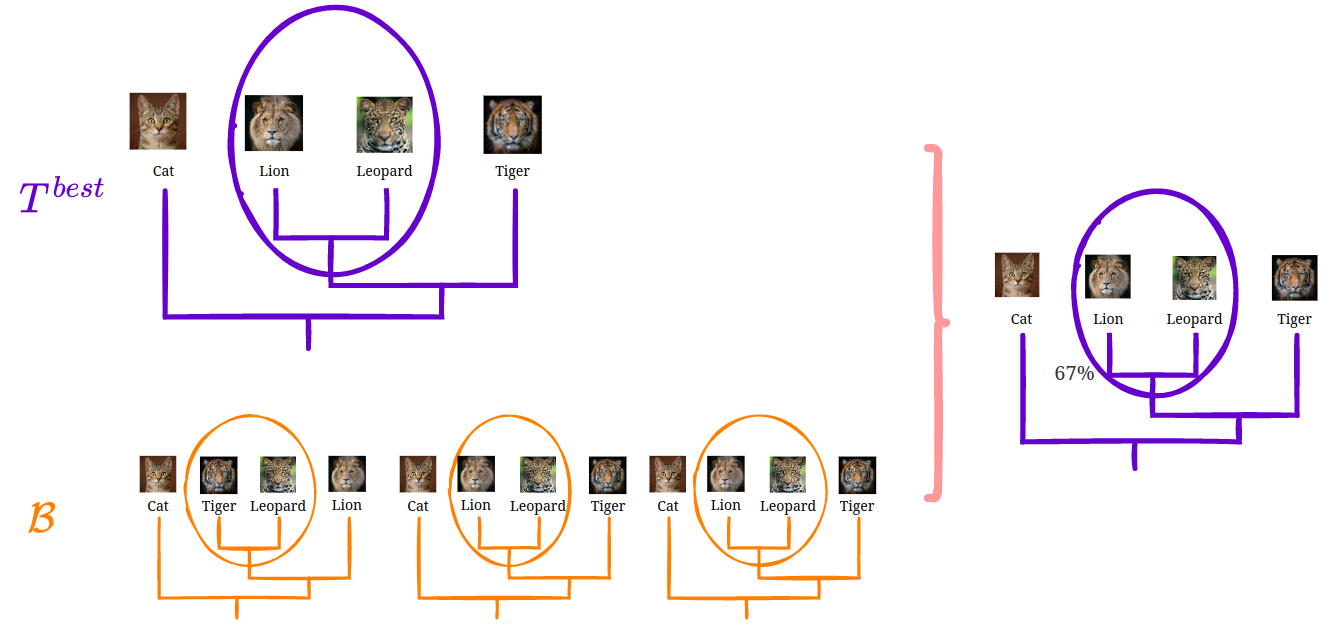 Cat Lion Leopard Tiger
T^best
Cat Lion Leopard Tiger
67%
B
Cat Tiger Leopard Lion Cat Lion Leopard Tiger Cat Lion Leopard Tiger